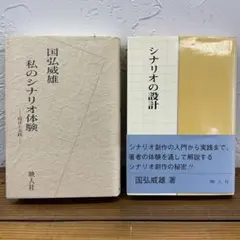 国弘威雄
私のシナリオ体験
映人社
シナリオの設計
シナリオ創作の入門から実践まで、
著者の体験を通して解説する
シナリオ創作の秘密!!
国弘威雄 著
映人社